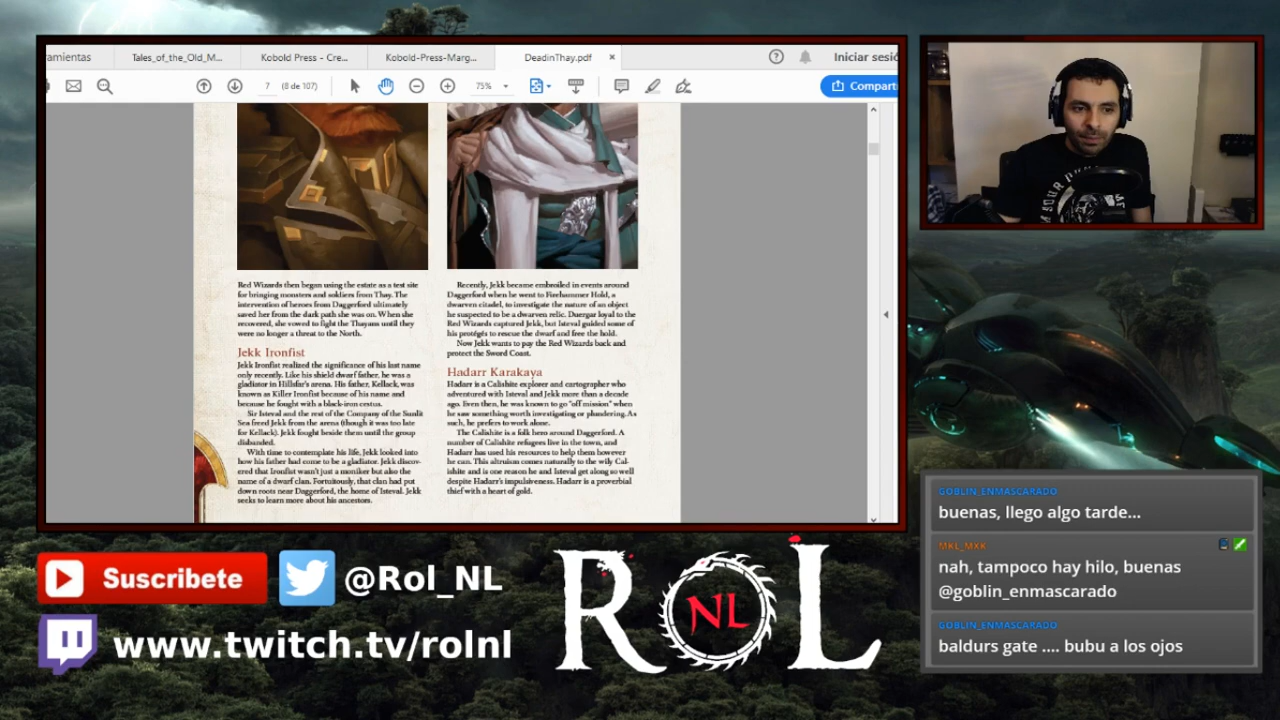 amientas
Tales_of_the_Old_M...
Kobold Press - Cre...
Kobold-Press-Marg...
DeadinThay.pdf
×
Iniciar sesió
7
(8 de 107)
75%
Comparti
Red Wizards then began using the estate as a test site
for bringing monsters and soldiers from Thay. The
intervention of heroes from Daggerford ultimately
saved her from the dark path she was on. When she
recovered, she vowed to fight the Thayans until they
were no longer a threat to the North.
Jekk Ironfist
Jekk Ironfist realized the significance of his last name
only recently. Like his shield dwarf father, he was a
gladiator in Hillsfar's arena. His father, Kellack, was
known as Killer Ironfist because of his name and
because he fought with a black-iron cestus.
Sir Isteval and the rest of the Company of the Sunlit
Sea freed Jekk from the arena (though it was too late
for Kellack). Jekk fought beside them until the group
disbanded.
With time to contemplate his life, Jekk looked into
how his father had come to be a gladiator. Jekk discov-
ered that Ironfist wasn't just a moniker but also the
name of a dwarf clan. Fortuitously, that clan had put
down roots near Daggerford, the home of Isteval. Jekk
seeks to learn more about his ancestors.
Recently, Jekk became embroiled in events around
Daggerford when he went to Firehammer Hold, a
dwarven citadel, to investigate the nature of an object
he suspected to be a dwarven relic. Duergar loyal to the
Red Wizards captured Jekk, but Isteval guided some of
his protégés to rescue the dwarf and free the hold.
Now Jekk wants to pay the Red Wizards back and
protect the Sword Coast.
Hadarr Karakaya
Hadarr is a Calishite explorer and cartographer who
adventured with Isteval and Jekk more than a decade
ago. Even then, he was known to go "off mission" when
he saw something worth investigating or plundering. As
such, he prefers to work alone.
The Calishite is a folk hero around Daggerford. A
number of Calishite refugees live in the town, and
Hadarr has used his resources to help them however
he can. This altruism comes naturally to the wily Cal-
ishite and is one reason he and Isteval get along so well
despite Hadarr's impulsiveness. Hadarr is a proverbial
thief with a heart of gold.
GOBLIN_ENMASCARADO
buenas, llego algo tarde...
MKL_MXK
nah, tampoco hay hilo, buenas
@goblin_enmascarado
GOBLIN_ENMASCARADO
baldurs gate .... bubu a los ojos
Suscribete
@Rol_NL
www.twitch.tv/rolnl
ROL
NL